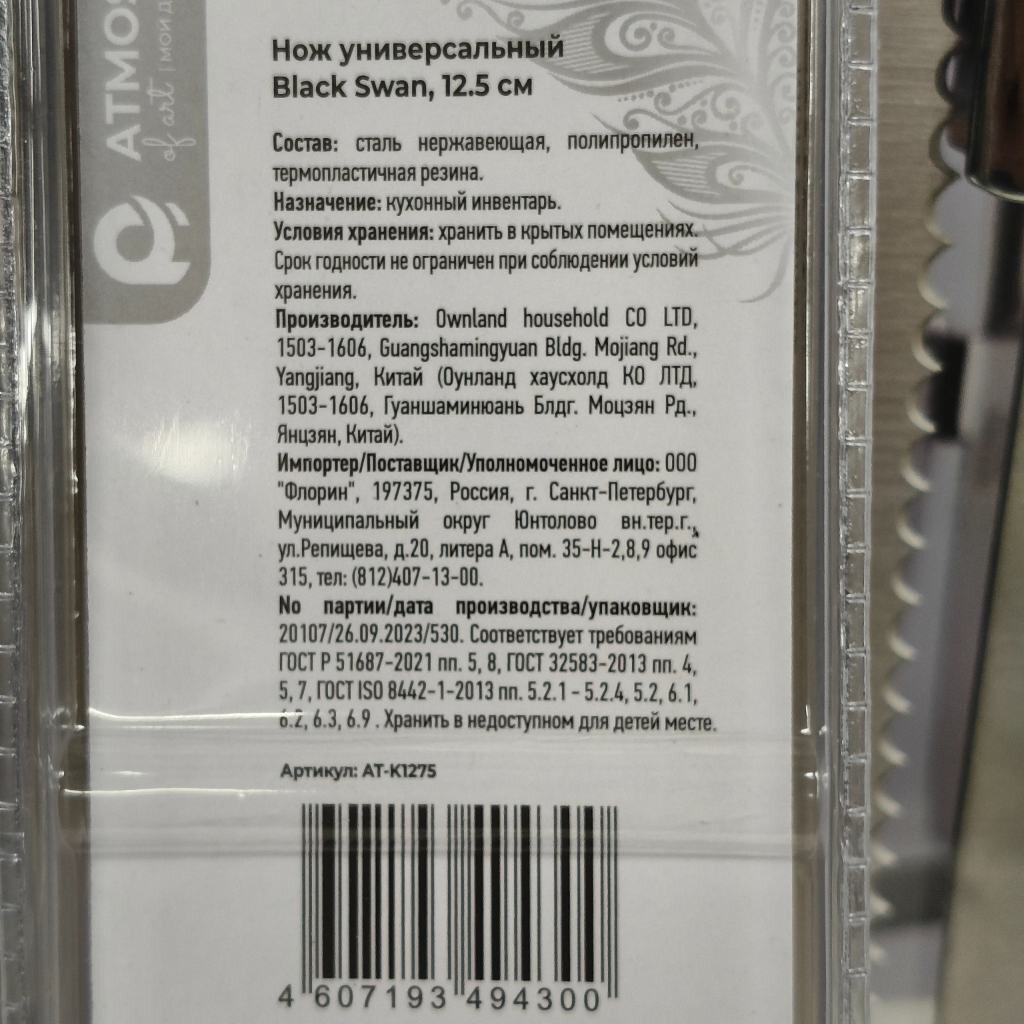 ATMOS
of art
Нож универсальный
Black Swan, 12.5 см
Состав: сталь нержавеющая, полипропилен,
термопластичная резина.
Назначение: кухонный инвентарь.
Условия хранения: хранить в крытых помещениях.
Срок годности не ограничен при соблюдении условий
хранения.
Производитель: Ownland household CO LTD,
1503-1606, Guangshamingyuan Bldg. Mojiang Rd.,
Yangjiang, Китай (Оунланд хаусхолд КО ЛТД,
1503-1606, Гуаншаминюань Блдг. Моцзян Рд.,
Янцзян, Китай).
Импортер/Поставщик/Уполномоченное лицо: ООО
"Флорин", 197375, Россия, г. Санкт-Петербург,
Муниципальный округ Юнтолово вн.тер.г.,
ул.Репищева, д.20, литера А, пом. 35-Н-2,8,9 офис
315, тел: (812)407-13-00.
No партии/дата производства/упаковщик:
20107/26.09.2023/530. Соответствует требованиям
ГОСТ Р 51687-2021 пп. 5, 8, ГОСТ 32583-2013 пп. 4,
5, 7, ГОСТ ISO 8442-1-2013 пп. 5.2.1 - 5.2.4, 5.2, 6.1,
6.2, 6.3, 6.9 . Хранить в недоступном для детей месте.
Артикул: AT-K1275
4 607193 494300